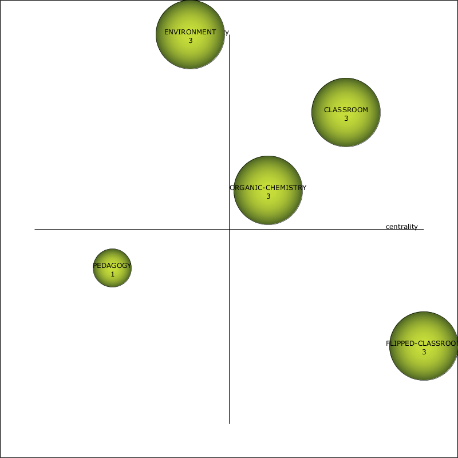 ENVIRONMENT
3
y
CLASSROOM
3
ORGANIC-CHEMISTRY
3
centrality
PEDAGOGY
1
FLIPPED-CLASSROO
3